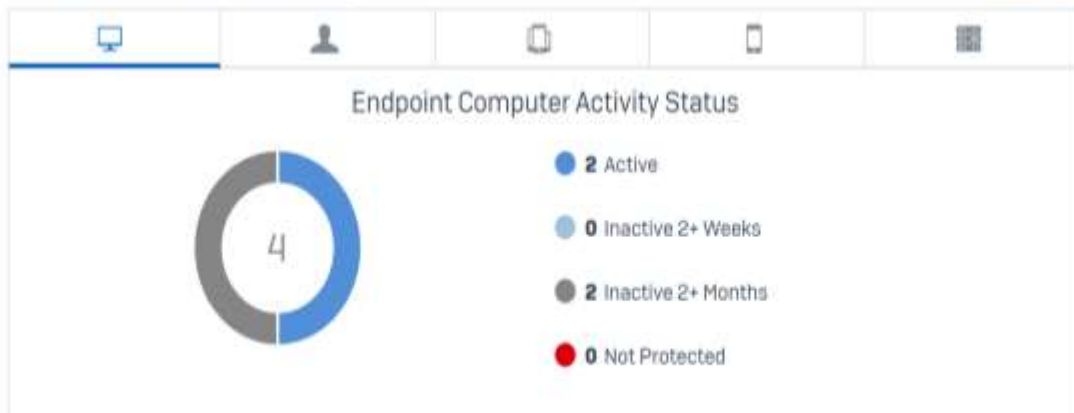 Endpoint Computer Activity Status
4
2 Active
0 Inactive 2+ Weeks
2 Inactive 2+ Months
0 Not Protected